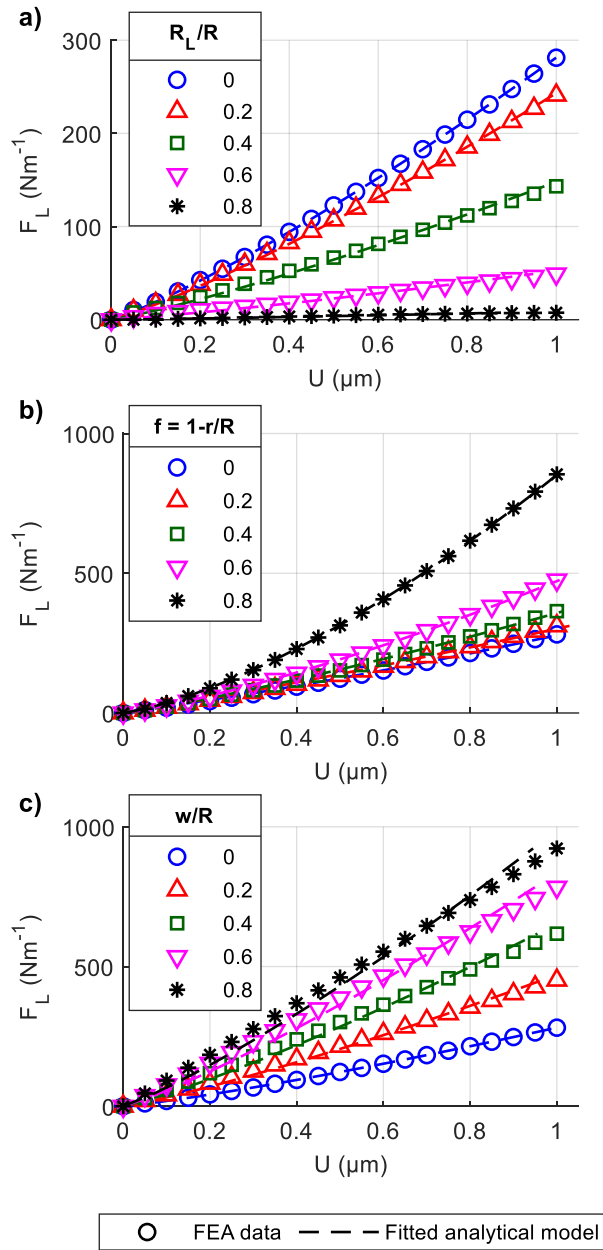 a)
R_L/R
0
0.2
0.4
0.6
0.8
300
200
100
0
F_L (Nm⁻¹)
0 0.2 0.4 0.6 0.8 1
U (μm)
b)
f = 1-r/R
0
0.2
0.4
0.6
0.8
1000
500
0
F_L (Nm⁻¹)
0 0.2 0.4 0.6 0.8 1
U (μm)
c)
w/R
0
0.2
0.4
0.6
0.8
1000
500
0
F_L (Nm⁻¹)
0 0.2 0.4 0.6 0.8 1
U (μm)
FEA data
Fitted analytical model